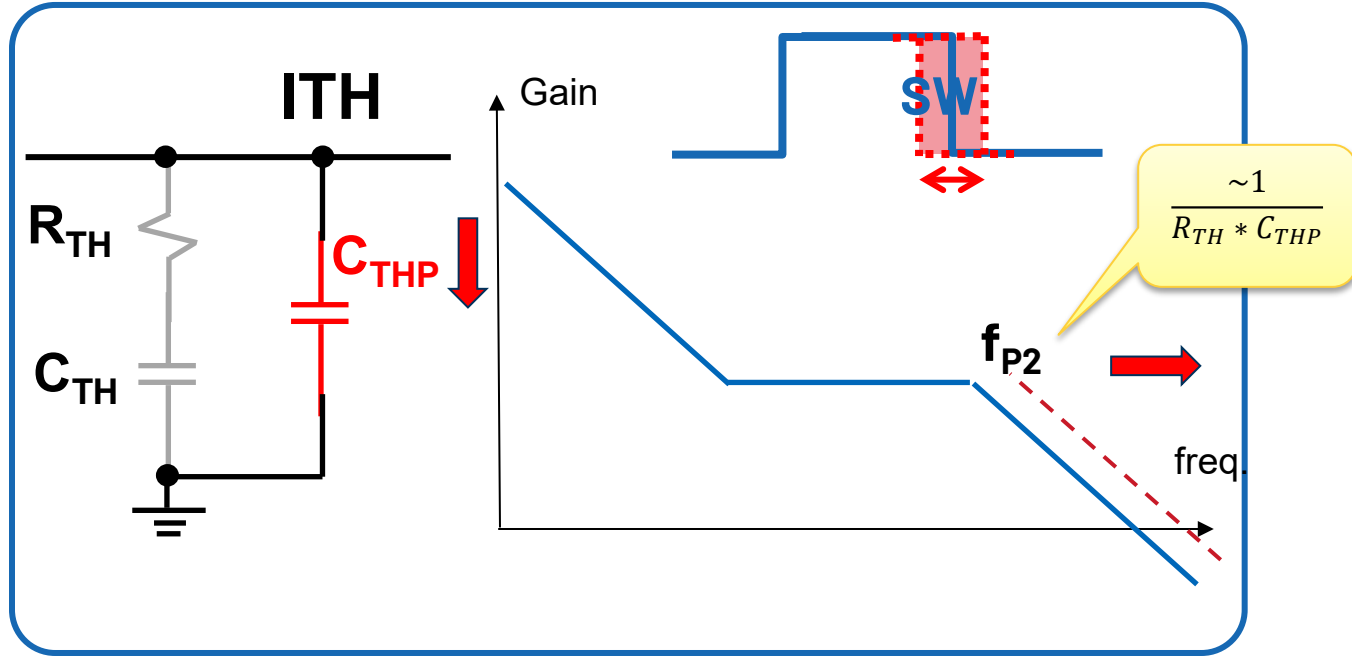 ITH
Gain
SW
~1
R_TH * C_THP
R_TH
C_THP
f_P2
C_TH
freq.